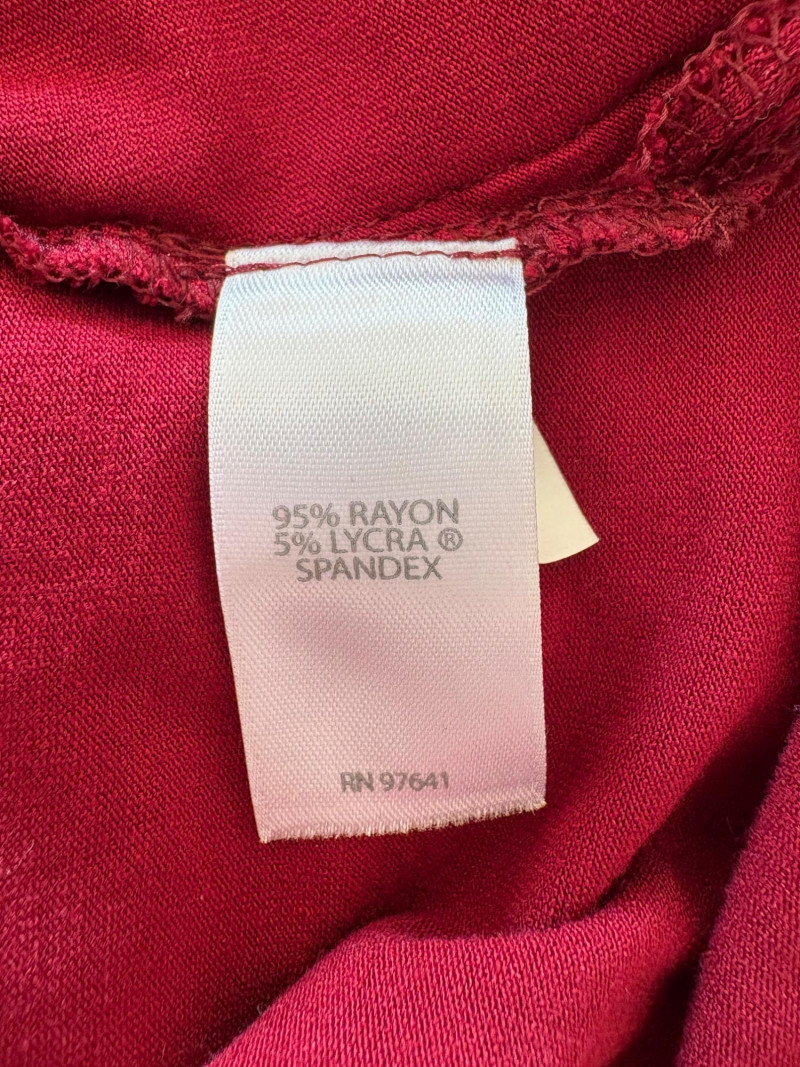 95% RAYON
5% LYCRA ®
SPANDEX
RN 97641